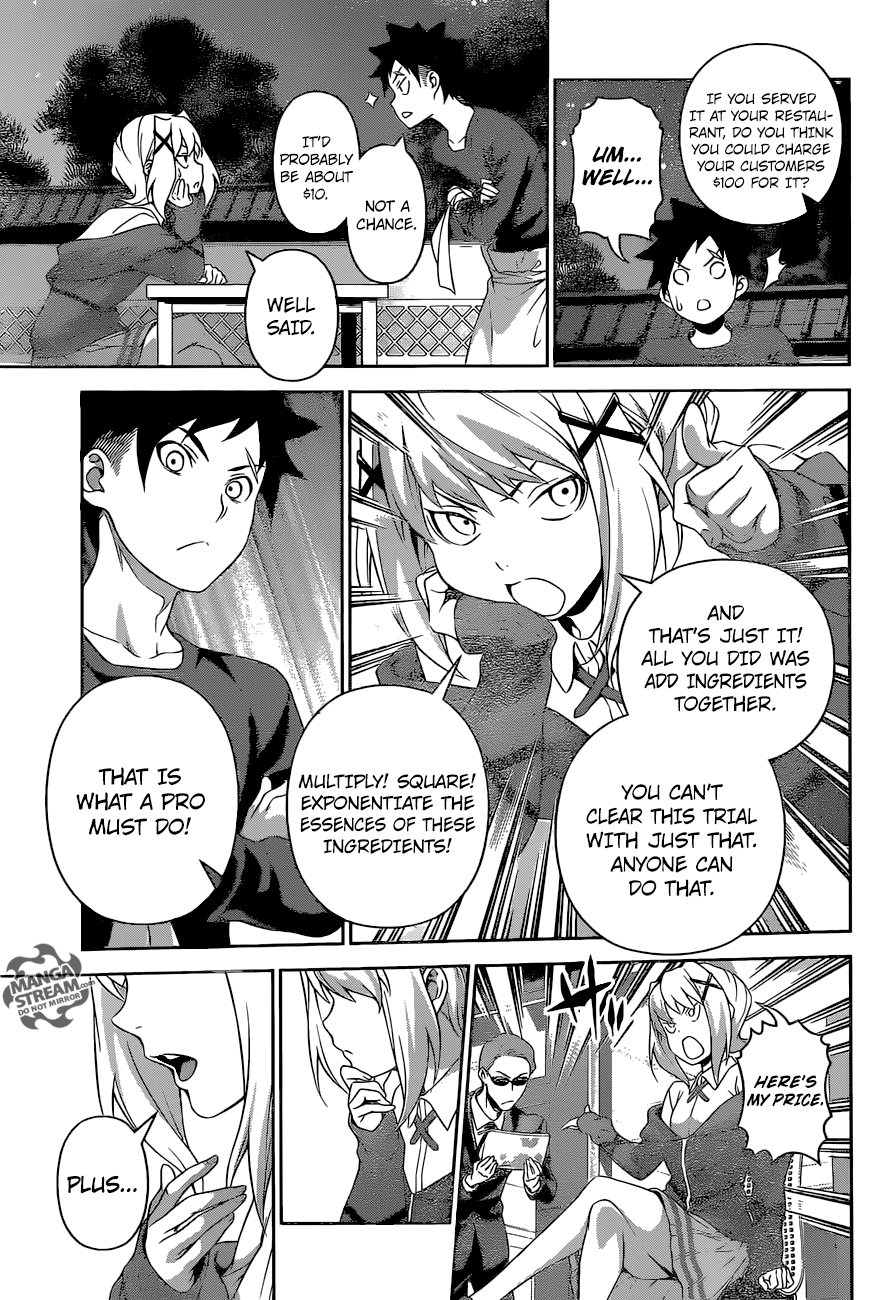 IF YOU SERVED
IT AT YOUR RESTAU-
RANT, DO YOU THINK
YOU COULD CHARGE
YOUR CUSTOMERS
$100 FOR IT?
UM...
WELL...
NOT A
CHANCE.
IT'D
PROBABLY
BE ABOUT
$10.
WELL
SAID.
AND
THAT'S JUST IT!
ALL YOU DID WAS
ADD INGREDIENTS
TOGETHER.
YOU CAN'T
CLEAR THIS TRIAL
WITH JUST THAT.
ANYONE CAN
DO THAT.
MULTIPLY! SQUARE!
EXPONENTIATE THE
ESSENCES OF THESE
INGREDIENTS!
THAT IS
WHAT A PRO
MUST DO!
HERE'S
MY PRICE.
PLUS...
MANGA
STREAM.com
DO NOT MIRROR